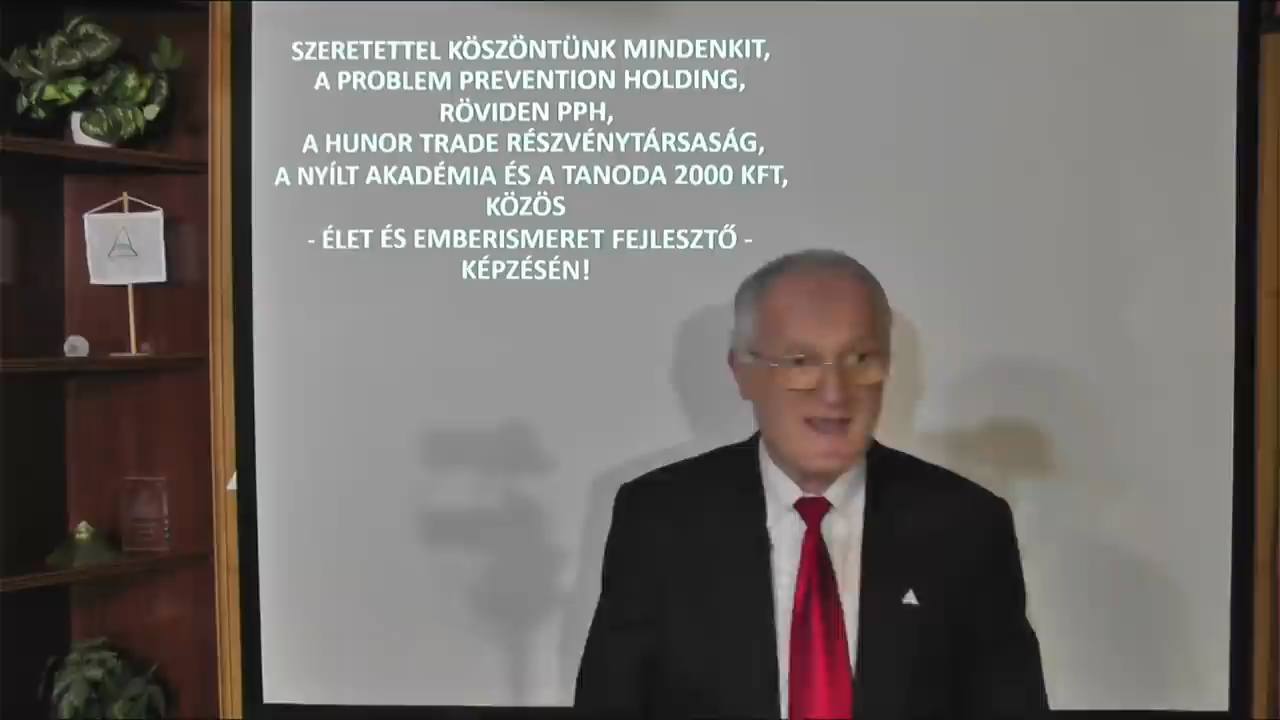 SZERETETTEL KÖSZÖNTÜNK MINDENKIT,
A PROBLEM PREVENTION HOLDING,
RÖVIDEN PPH,
A HUNOR TRADE RÉSZVÉNYTÁRSASÁG,
A NYÍLT AKADÉMIA ÉS A TANODA 2000 KFT,
KÖZÖS
- ÉLET ÉS EMBERISMERET FEJLESZTŐ -
KÉPZÉSÉN!